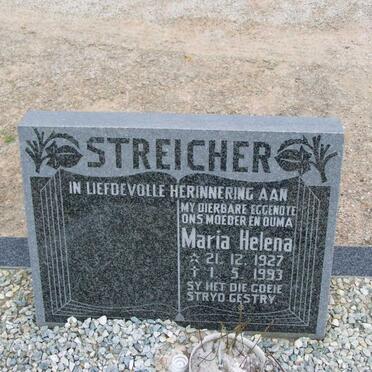 STREICHER
IN LIEFDEVOLLE HERINNERING AAN
MY DIERBARE EGGENOTE
ONS MOEDER EN OUMA
Maria Helena
☆ 21. 12. 1927
† 1. 5. 1993
SY HET DIE GOEIE
STRYD GESTRY.